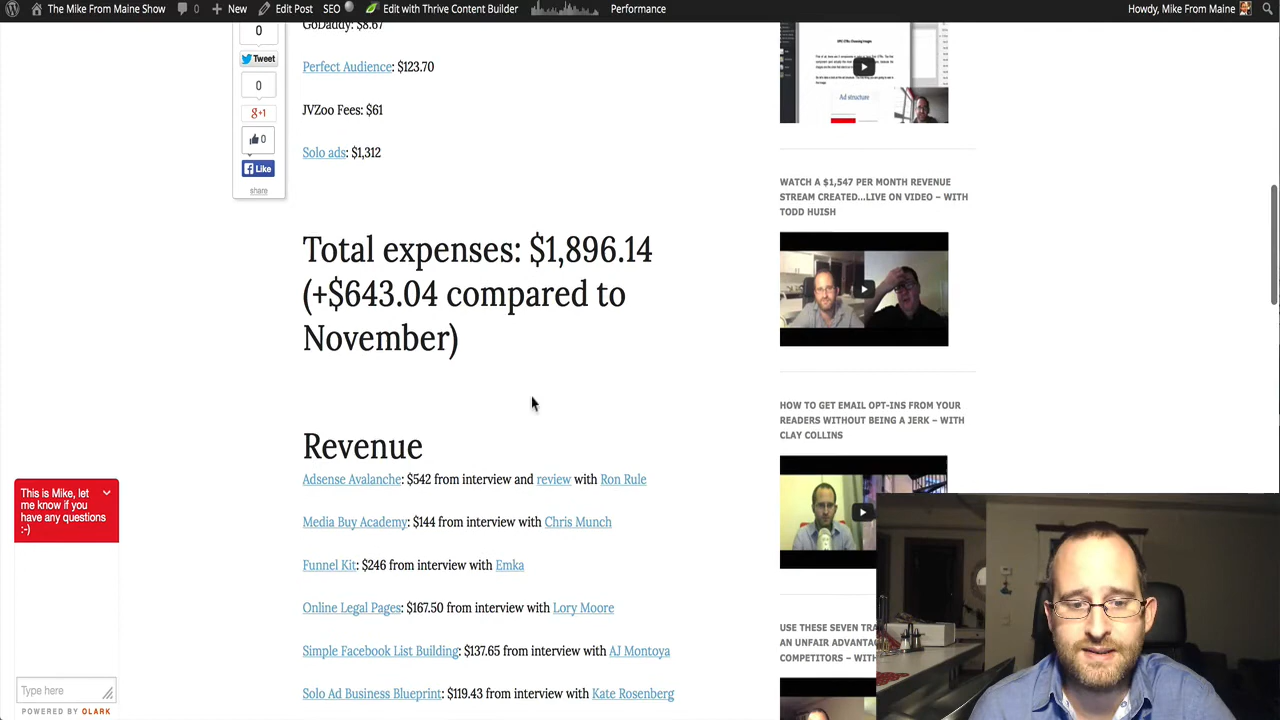 The Mike From Maine Show
0
New
Edit Post
SEO
Edit with Thrive Content Builder
Performance
Howdy, Mike From Maine
0
Tweet
0
g+1
0
Like
share
GoDaddy: $8.67
Perfect Audience: $123.70
JVZoo Fees: $61
Solo ads: $1,312
Total expenses: $1,896.14
(+$643.04 compared to
November)
Revenue
Adsense Avalanche: $542 from interview and review with Ron Rule
Media Buy Academy: $144 from interview with Chris Munch
Funnel Kit: $246 from interview with Emka
Online Legal Pages: $167.50 from interview with Lory Moore
Simple Facebook List Building: $137.65 from interview with AJ Montoya
Solo Ad Business Blueprint: $119.43 from interview with Kate Rosenberg
Ad structure
WATCH A $1,547 PER MONTH REVENUE
STREAM CREATED...LIVE ON VIDEO – WITH
TODD HUISH
HOW TO GET EMAIL OPT-INS FROM YOUR
READERS WITHOUT BEING A JERK – WITH
CLAY COLLINS
USE THESE SEVEN TRA
AN UNFAIR ADVANTA
COMPETITORS – WITH
This is Mike, let
me know if you
have any questions
:-)
Type here
POWERED BY OLARK